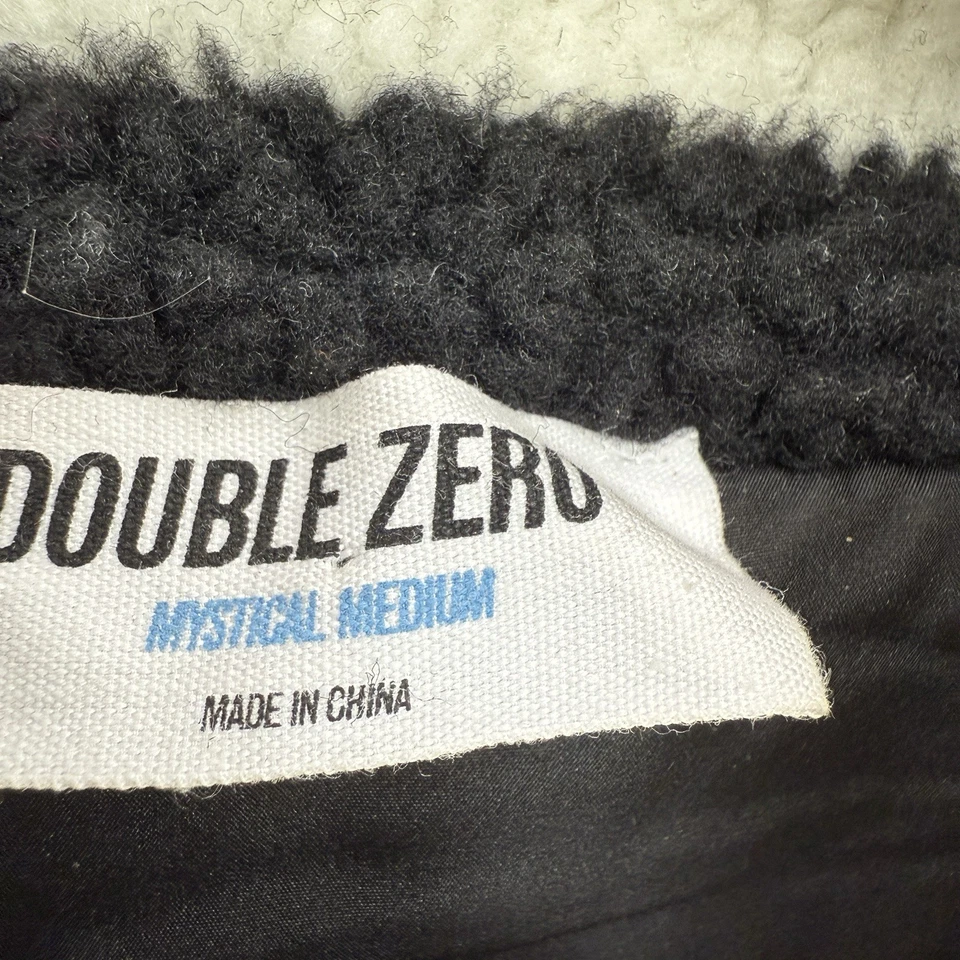 DOUBLE ZERO
MYSTICAL MEDIUM
MADE IN CHINA